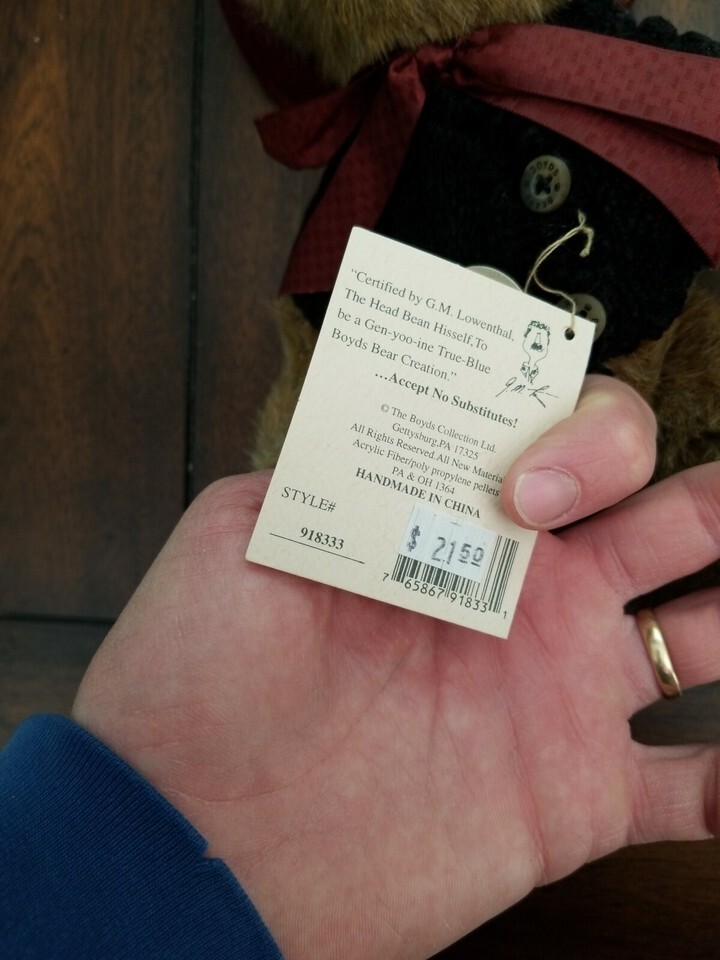 "Certified by G.M. Lowenthal,
The Head Bean Hisself,To
be a Gen-yoo-ine True-Blue
Boyds Bear Creation."
...Accept No Substitutes!
© The Boyds Collection Ltd.
Gettysburg,PA 17325
All Rights Reserved.All New Materia
Acrylic Fiber/poly propylene pellets
PA & OH 1364
HANDMADE IN CHINA
STYLE#
918333
$ 21.50
7 65867 91833 1
BOYDS